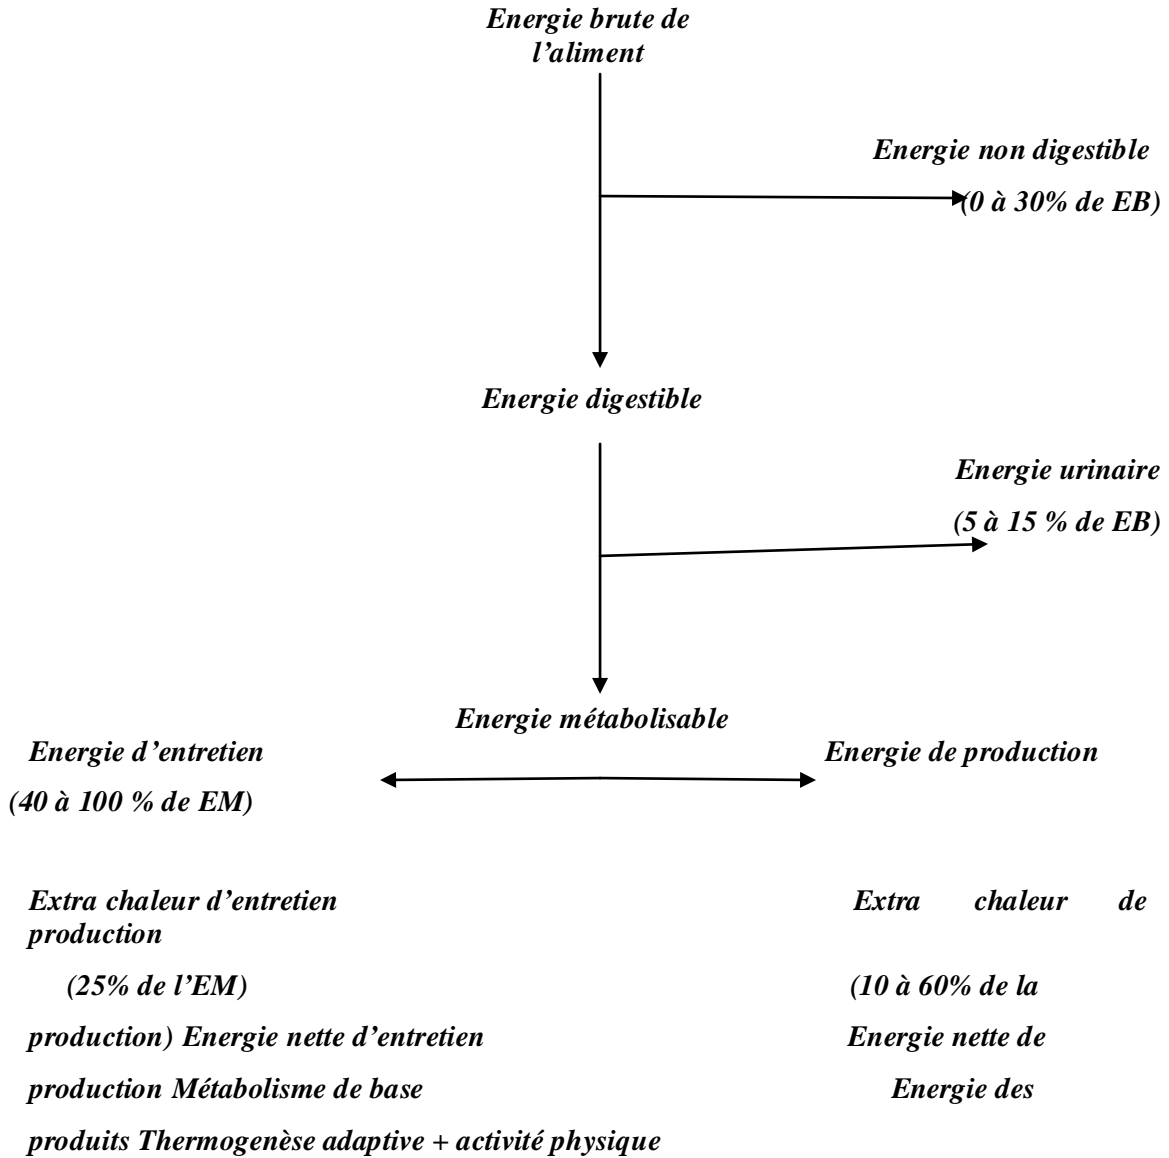 Energie brute de
l’aliment
Energie non digestible
(0 à 30% de EB)
Energie digestible
Energie urinaire
(5 à 15 % de EB)
Energie métabolisable
Energie d’entretien
Energie de production
(40 à 100 % de EM)
Extra chaleur d’entretien Extra chaleur de
production
(25% de l’EM) (10 à 60% de la
production) Energie nette d’entretien Energie nette de
production Métabolisme de base Energie des
produits Thermogenèse adaptive + activité physique